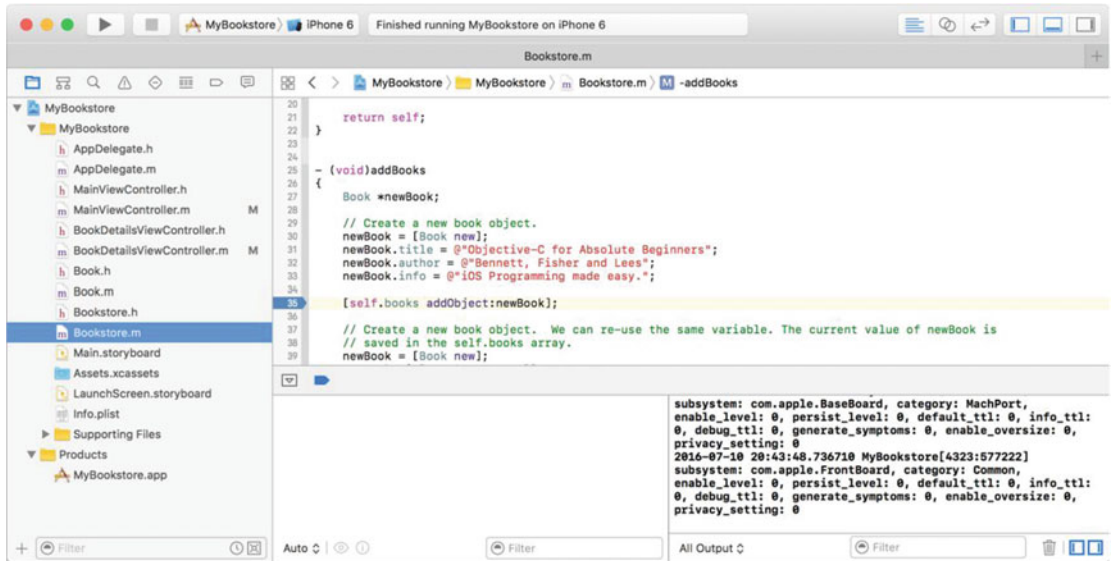 MyBookstore iPhone 6 Finished running MyBookstore on iPhone 6
Bookstore.m
MyBookstore MyBookstore m Bookstore.m M -addBooks
MyBookstore
MyBookstore
h AppDelegate.h
m AppDelegate.m
h MainViewController.h
m MainViewController.m M
h BookDetailsViewController.h
m BookDetailsViewController.m M
h Book.h
m Book.m
h Bookstore.h
m Bookstore.m
Main.storyboard
Assets.xcassets
LaunchScreen.storyboard
Info.plist
Supporting Files
Products
MyBookstore.app
Filter
20
21 return self;
22 }
23
24
25 - (void)addBooks
26 {
27 Book *newBook;
28
29 // Create a new book object.
30 newBook = [Book new];
31 newBook.title = @"Objective-C for Absolute Beginners";
32 newBook.author = @"Bennett, Fisher and Lees";
33 newBook.info = @"iOS Programming made easy.";
34
35 [self.books addObject:newBook];
36
37 // Create a new book object. We can re-use the same variable. The current value of newBook is
38 // saved in the self.books array.
39 newBook = [Book new];
Auto
Filter
subsystem: com.apple.BaseBoard, category: MachPort,
enable_level: 0, persist_level: 0, default_ttl: 0, info_ttl:
0, debug_ttl: 0, generate_symptoms: 0, enable_oversize: 0,
privacy_setting: 0
2016-07-10 20:43:48.736710 MyBookstore[4323:577222]
subsystem: com.apple.FrontBoard, category: Common,
enable_level: 0, persist_level: 0, default_ttl: 0, info_ttl:
0, debug_ttl: 0, generate_symptoms: 0, enable_oversize: 0,
privacy_setting: 0
All Output
Filter